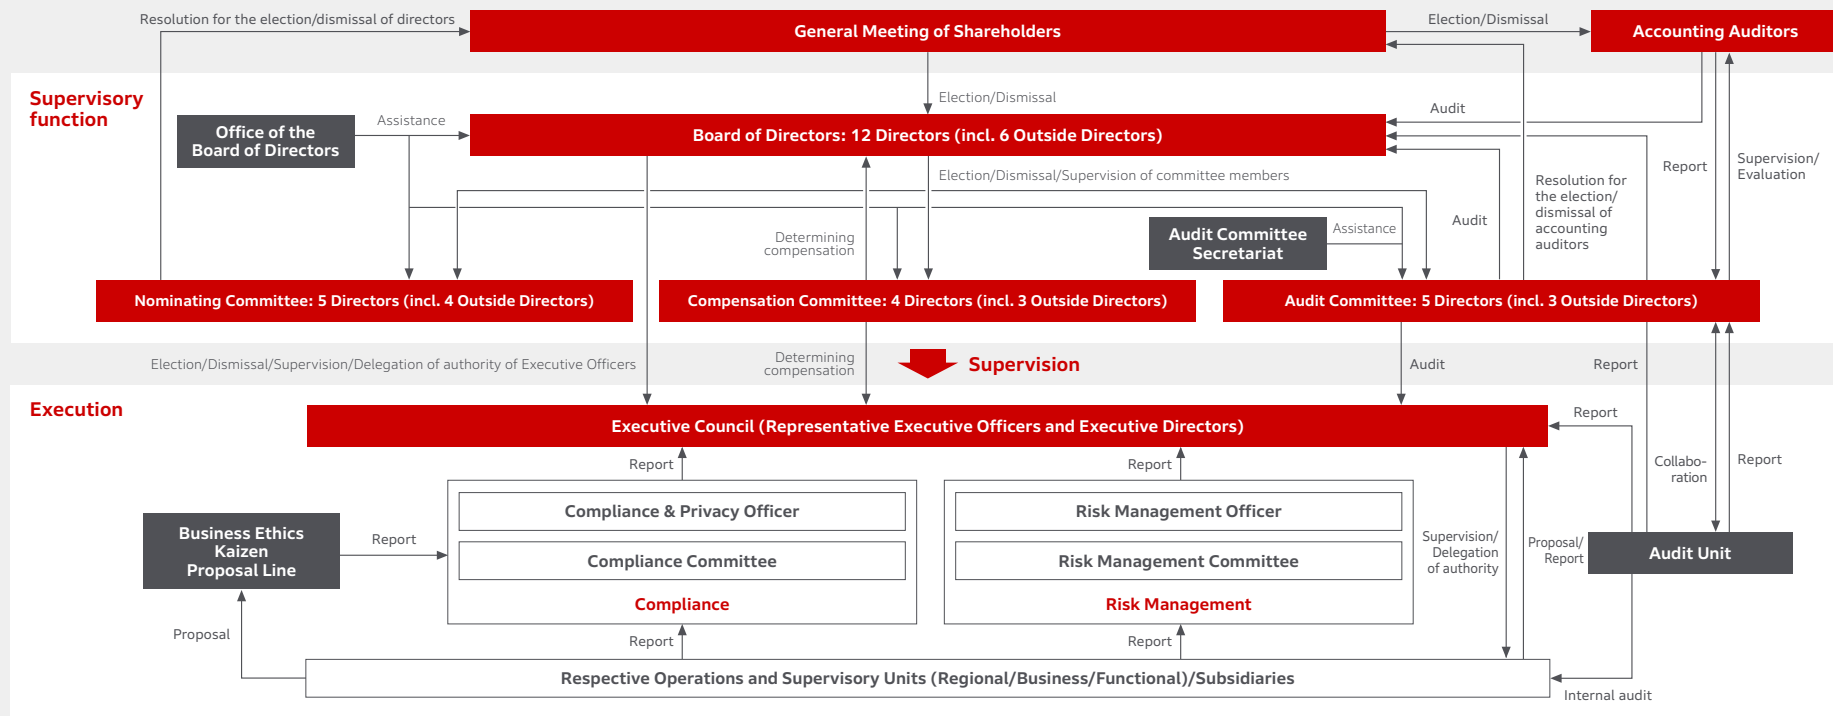 Resolution for the election/dismissal of directors
General Meeting of Shareholders
Election/Dismissal
Accounting Auditors
Supervisory
function
Election/Dismissal
Office of the
Board of Directors
Assistance
Board of Directors: 12 Directors (incl. 6 Outside Directors)
Audit
Report
Supervision/
Evaluation
Election/Dismissal/Supervision of committee members
Resolution for
the election/
dismissal of
accounting
auditors
Determining
compensation
Audit Committee
Secretariat
Assistance
Audit
Nominating Committee: 5 Directors (incl. 4 Outside Directors)
Compensation Committee: 4 Directors (incl. 3 Outside Directors)
Audit Committee: 5 Directors (incl. 3 Outside Directors)
Election/Dismissal/Supervision/Delegation of authority of Executive Officers
Determining
compensation
Supervision
Audit
Report
Execution
Executive Council (Representative Executive Officers and Executive Directors)
Report
Report
Report
Collabo-
ration
Report
Compliance & Privacy Officer
Risk Management Officer
Business Ethics
Kaizen
Proposal Line
Report
Compliance Committee
Risk Management Committee
Supervision/
Delegation
of authority
Proposal/
Report
Audit Unit
Compliance
Risk Management
Proposal
Report
Report
Respective Operations and Supervisory Units (Regional/Business/Functional)/Subsidiaries
Internal audit